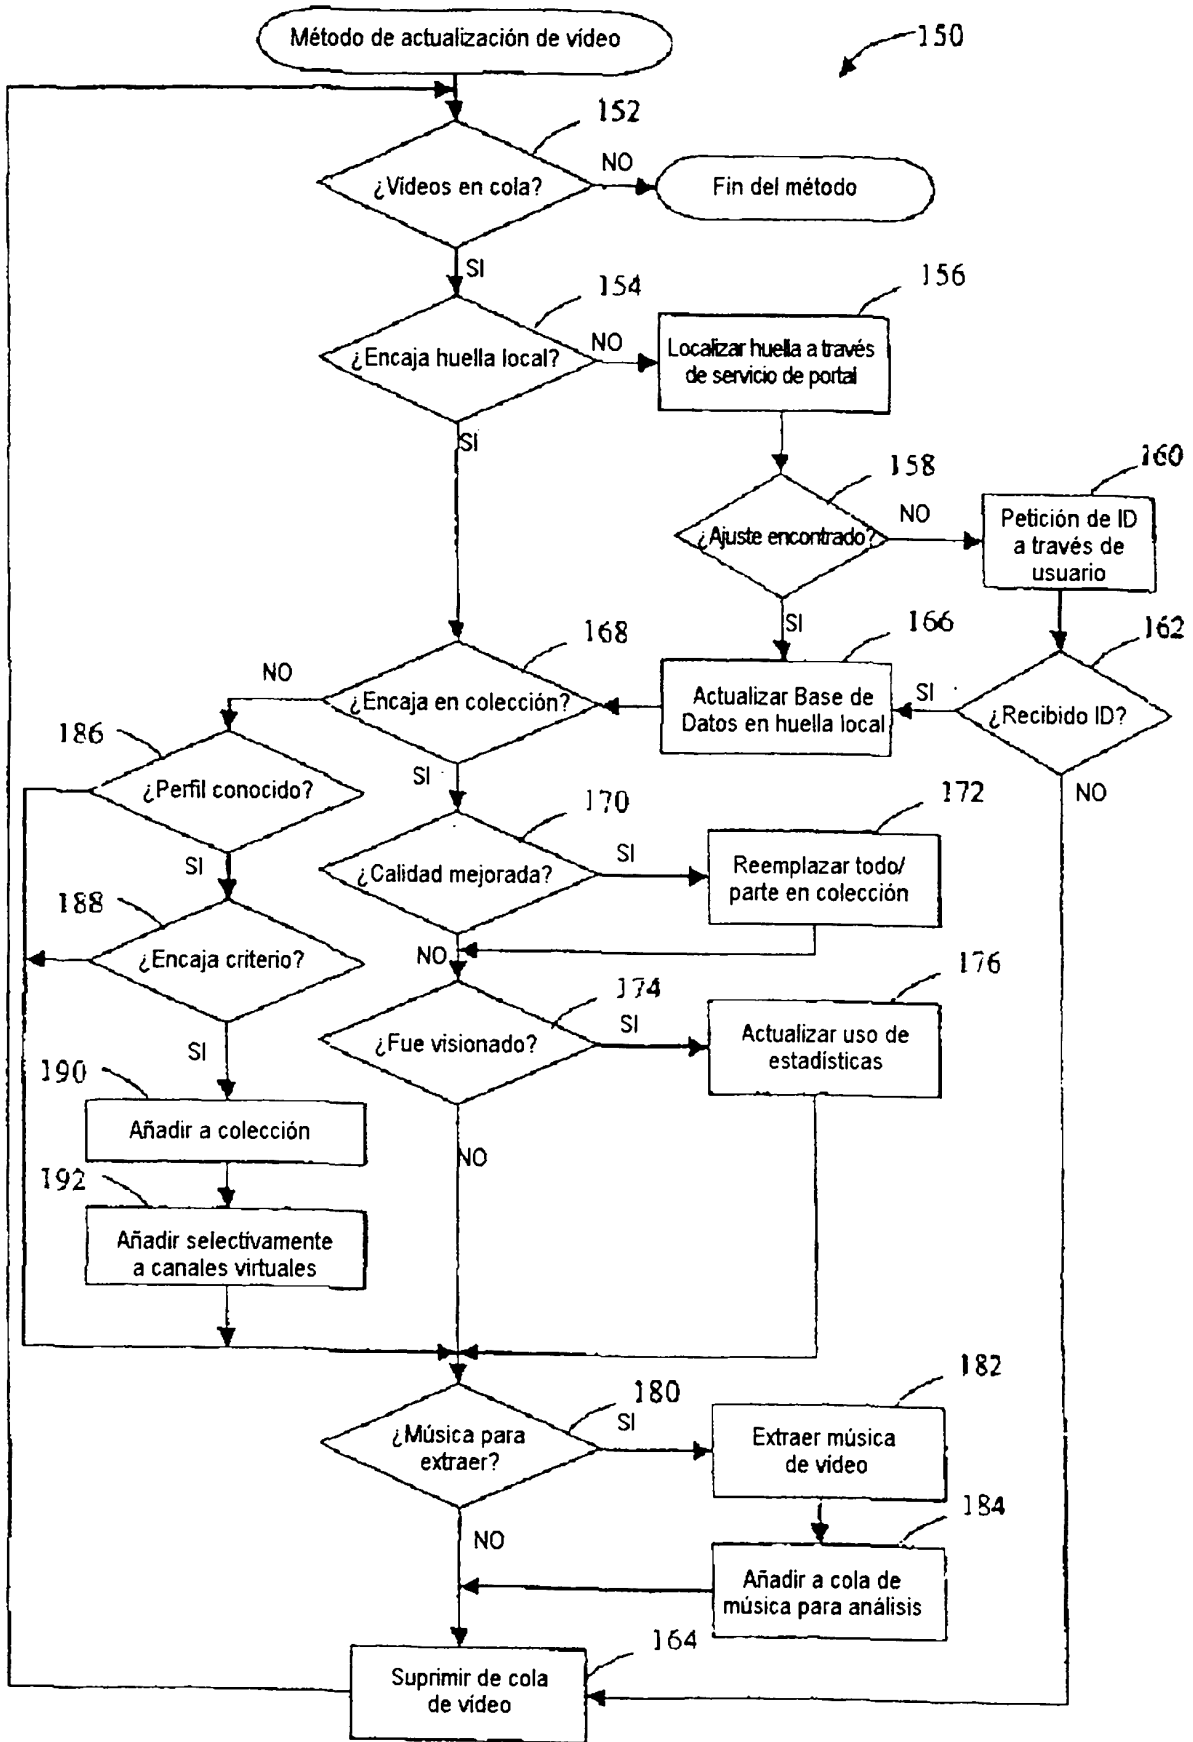 Método de actualización de vídeo
150
152
¿Vídeos en cola?
NO
Fin del método
SI
154
156
¿Encaja huella local?
NO
Localizar huella a través
de servicio de portal
SI
158
160
¿Ajuste encontrado?
NO
Petición de ID
a través de
usuario
SI
166
162
168
NO
¿Encaja en colección?
Actualizar Base de
Datos en huella local
SI
¿Recibido ID?
NO
186
¿Perfil conocido?
SI
170
172
SI
¿Calidad mejorada?
SI
Reemplazar todo/
parte en colección
188
NO
¿Encaja criterio?
174
176
¿Fue visionado?
SI
Actualizar uso de
estadísticas
SI
190
Añadir a colección
NO
192
Añadir selectivamente
a canales virtuales
180
182
¿Música para
extraer?
SI
Extraer música
de vídeo
184
NO
Añadir a cola de
música para análisis
164
Suprimir de cola
de vídeo